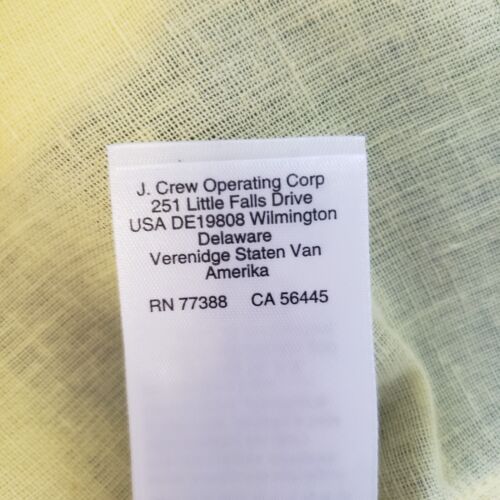 J. Crew Operating Corp
251 Little Falls Drive
USA DE19808 Wilmington
Delaware
Verenidge Staten Van
Amerika
RN 77388 CA 56445